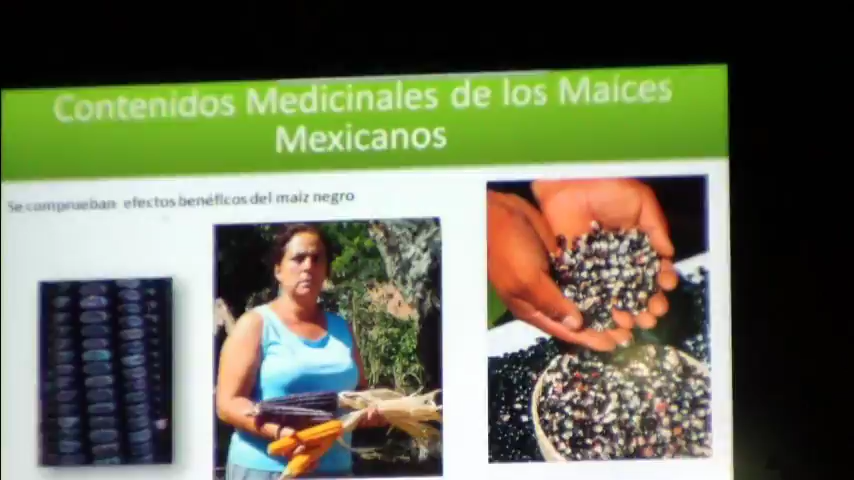 Contenidos Medicinales de los Maíces
Mexicanos
Se comprueban efectos benéficos del maíz negro